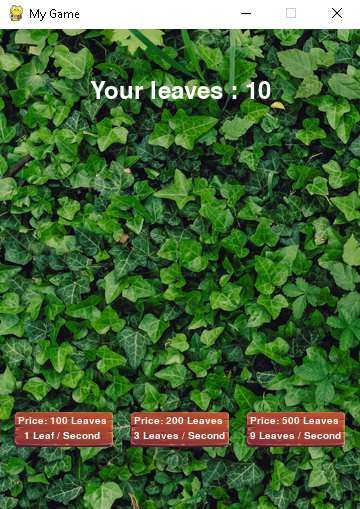 My Game
Your leaves : 10
Price: 100 Leaves
1 Leaf / Second
Price: 200 Leaves
3 Leaves / Second
Price: 500 Leaves
9 Leaves / Second